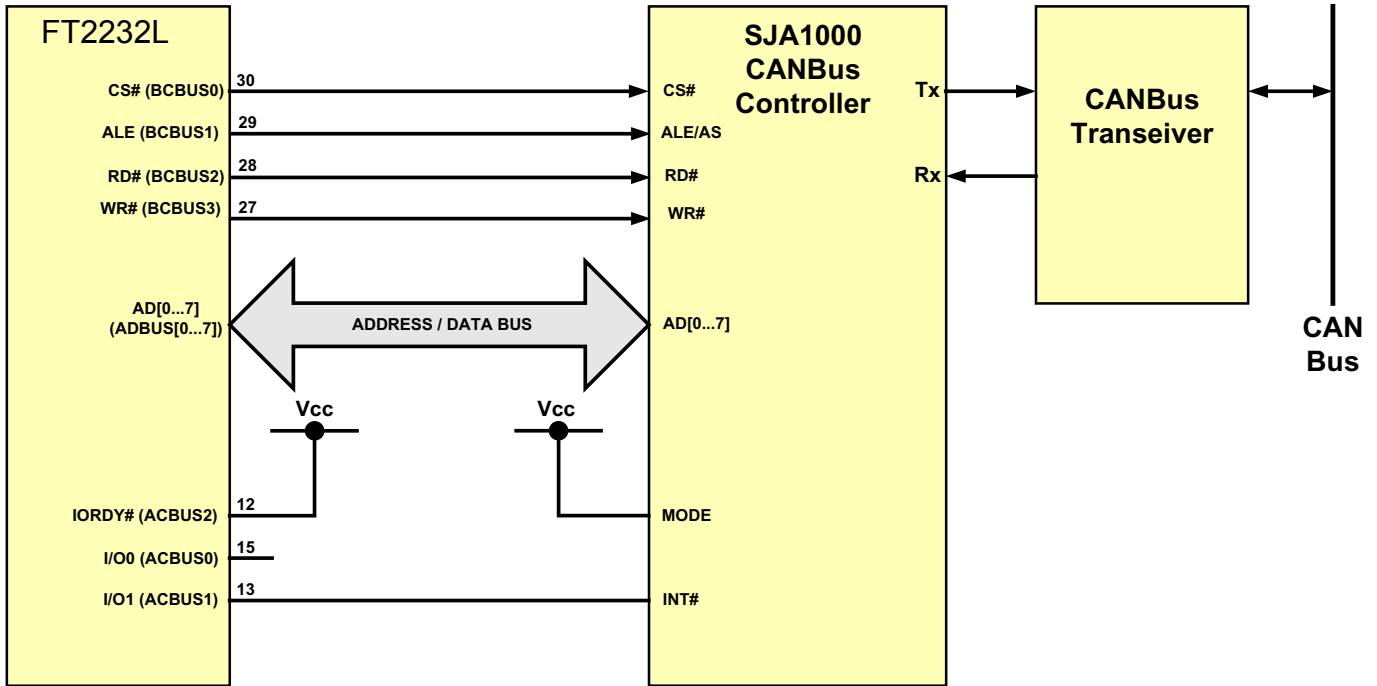 FT2232L
CS# (BCBUS0)
30
ALE (BCBUS1)
29
RD# (BCBUS2)
28
WR# (BCBUS3)
27
AD[0...7]
(ADBUS[0...7])
ADDRESS / DATA BUS
Vcc
Vcc
IORDY# (ACBUS2)
12
I/O0 (ACBUS0)
15
I/O1 (ACBUS1)
13
SJA1000
CANBus
Controller
CS#
ALE/AS
RD#
WR#
AD[0...7]
MODE
INT#
Tx
Rx
CANBus
Transeiver
CAN
Bus